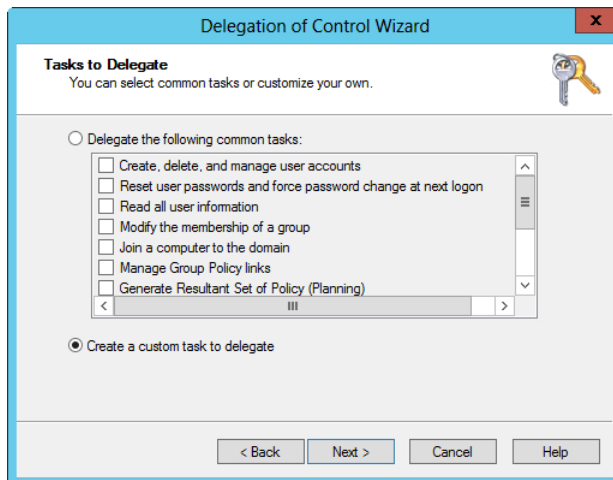 Delegation of Control Wizard
x
Tasks to Delegate
You can select common tasks or customize your own.
Delegate the following common tasks:
Create, delete, and manage user accounts
Reset user passwords and force password change at next logon
Read all user information
Modify the membership of a group
Join a computer to the domain
Manage Group Policy links
Generate Resultant Set of Policy (Planning)
Create a custom task to delegate
< Back Next > Cancel Help